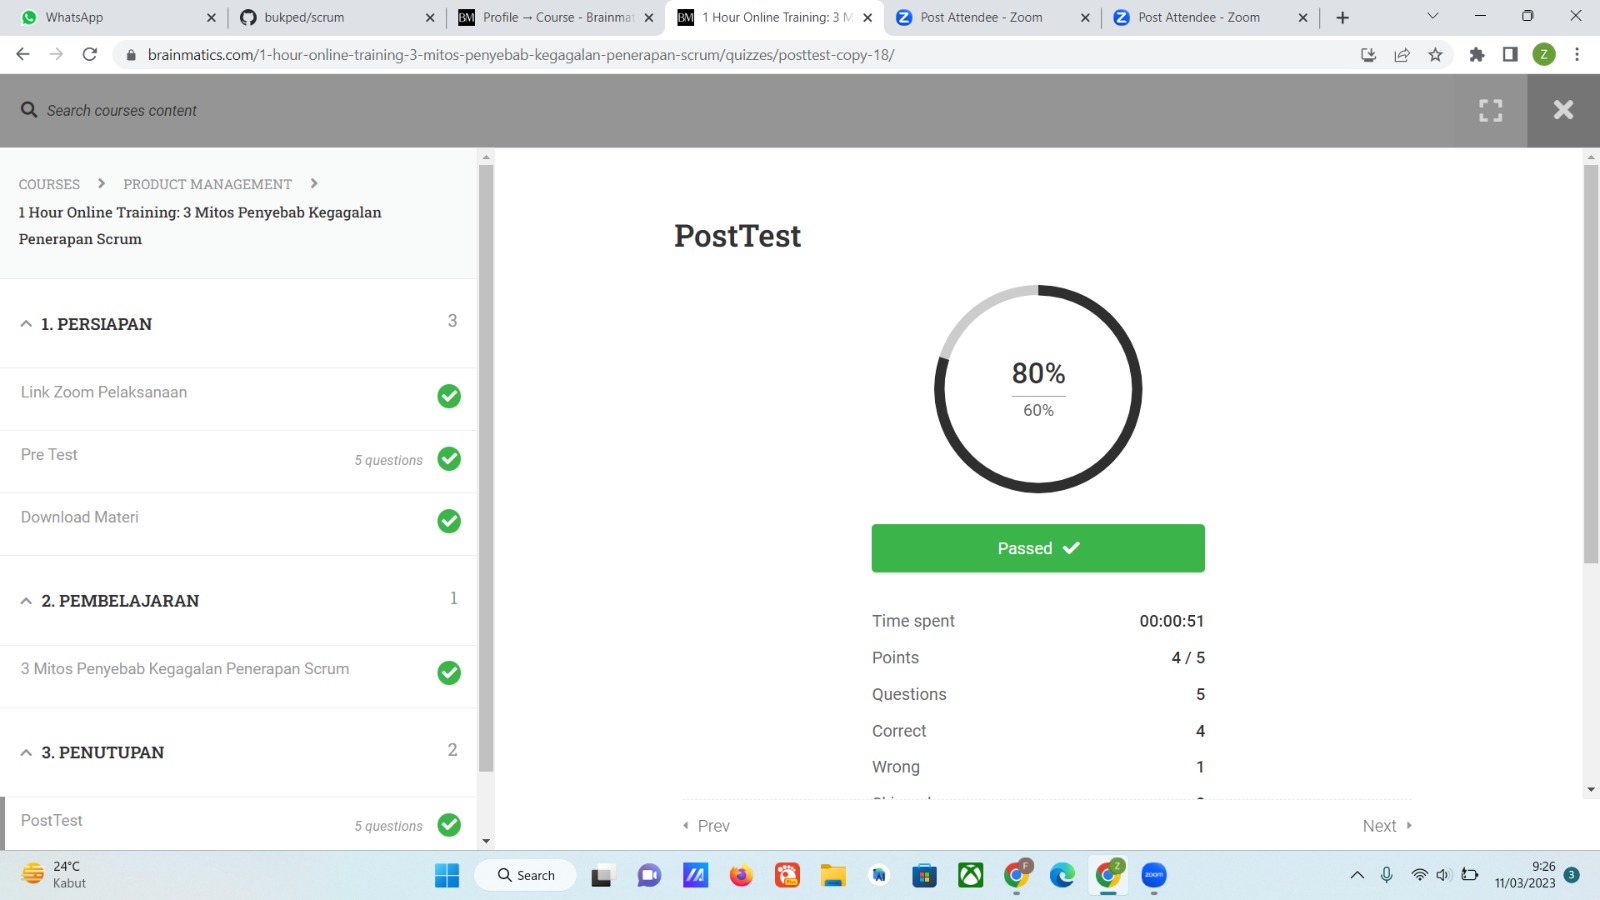 WhatsApp
bukped/scrum
Profile → Course - Brainmat
1 Hour Online Training: 3 M
Post Attendee - Zoom
Post Attendee - Zoom
brainmatics.com/1-hour-online-training-3-mitos-penyebab-kegagalan-penerapan-scrum/quizzes/posttest-copy-18/
Z
Search courses content
COURSES > PRODUCT MANAGEMENT >
1 Hour Online Training: 3 Mitos Penyebab Kegagalan
Penerapan Scrum
1. PERSIAPAN 3
Link Zoom Pelaksanaan
Pre Test 5 questions
Download Materi
2. PEMBELAJARAN 1
3 Mitos Penyebab Kegagalan Penerapan Scrum
3. PENUTUPAN 2
PostTest 5 questions
PostTest
80%
60%
Passed
Time spent 00:00:51
Points 4 / 5
Questions 5
Correct 4
Wrong 1
Prev
Next
24°C
Kabut
Search
F
Z
zoom
9:26
11/03/2023
3